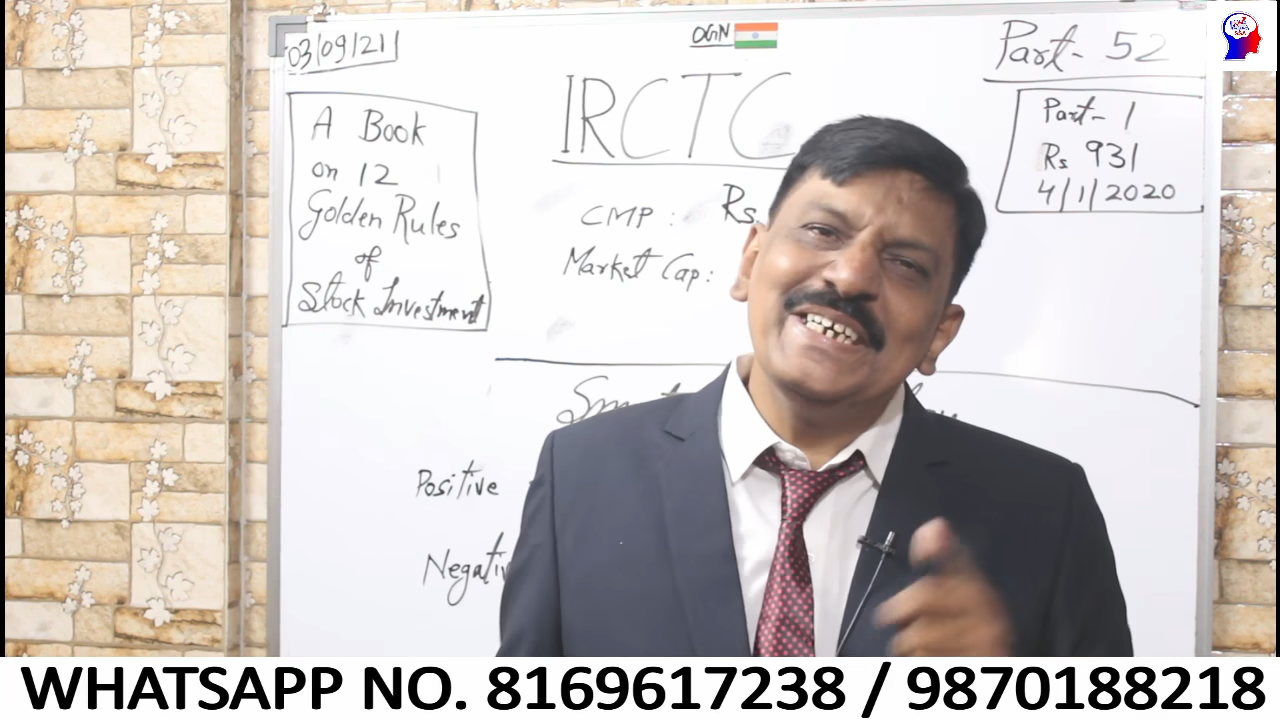 03/09/21
OGN
Part- 52
A Book
on 12
Golden Rules
of
Stock Investment
IRCTC
CMP : Rs.
Market Cap:
Part- 1
Rs 931
4/1/2020
Positive
WHATSAPP NO. 8169617238 / 9870188218